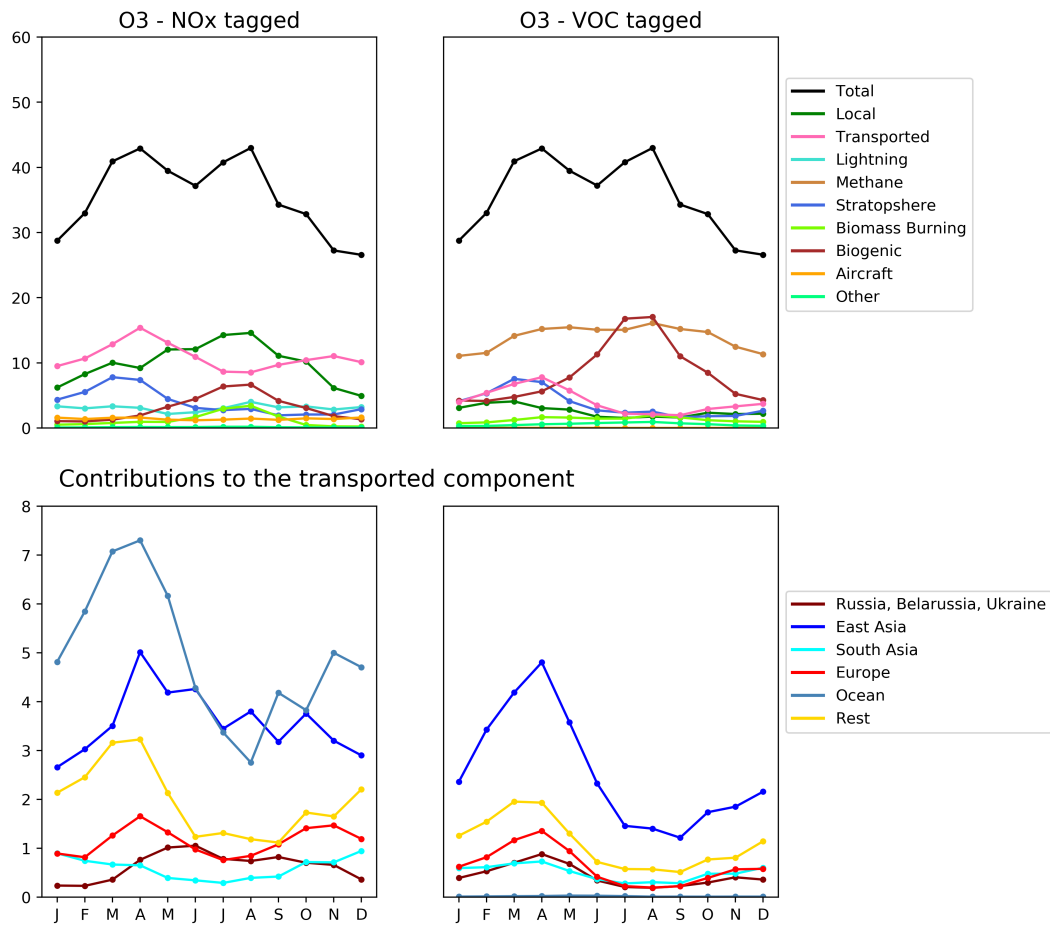 O3 - NOx tagged
O3 - VOC tagged
60
50
40
30
20
10
0
Total
Local
Transported
Lightning
Methane
Stratopshere
Biomass Burning
Biogenic
Aircraft
Other
Contributions to the transported component
8
7
6
5
4
3
2
1
0
J F M A M J J A S O N D
J F M A M J J A S O N D
Russia, Belarussia, Ukraine
East Asia
South Asia
Europe
Ocean
Rest